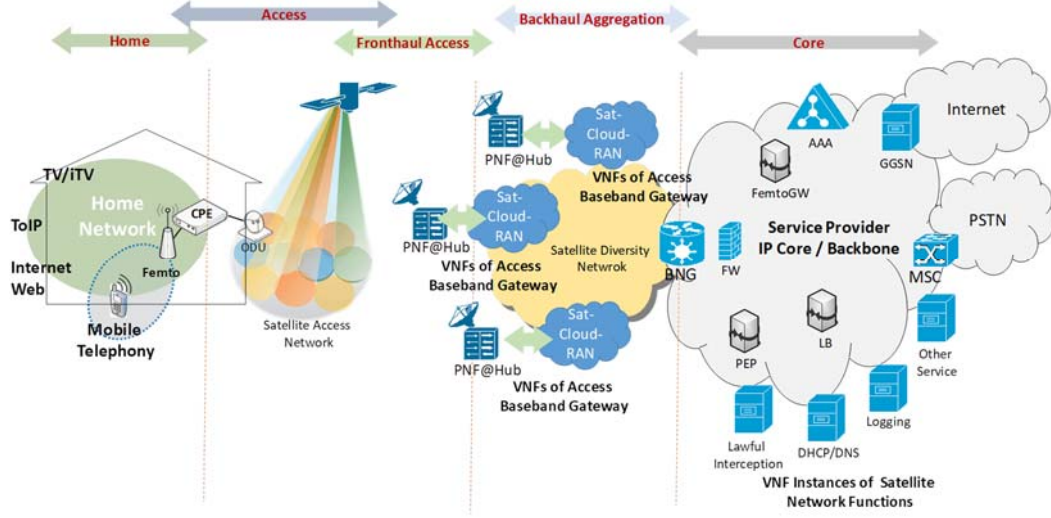 Access
Backhaul Aggregation
Home
Fronthaul Access
Core
TV/iTV
Home
Network
ToIP
Internet
Web
CPE
ODU
Femto
Mobile
Telephony
Satellite Access
Network
PNF@Hub
Sat-
Cloud-
RAN
VNFs of Access
Baseband Gateway
PNF@Hub
Sat-
Cloud-
RAN
VNFs of Access
Baseband Gateway
Satellite Diversity
Netwrok
PNF@Hub
Sat-
Cloud-
RAN
VNFs of Access
Baseband Gateway
BNG
FW
AAA
FemtoGW
GGSN
Internet
Service Provider
IP Core / Backbone
PSTN
MSC
PEP
LB
Other
Service
Logging
Lawful
Interception
DHCP/DNS
VNF Instances of Satellite
Network Functions